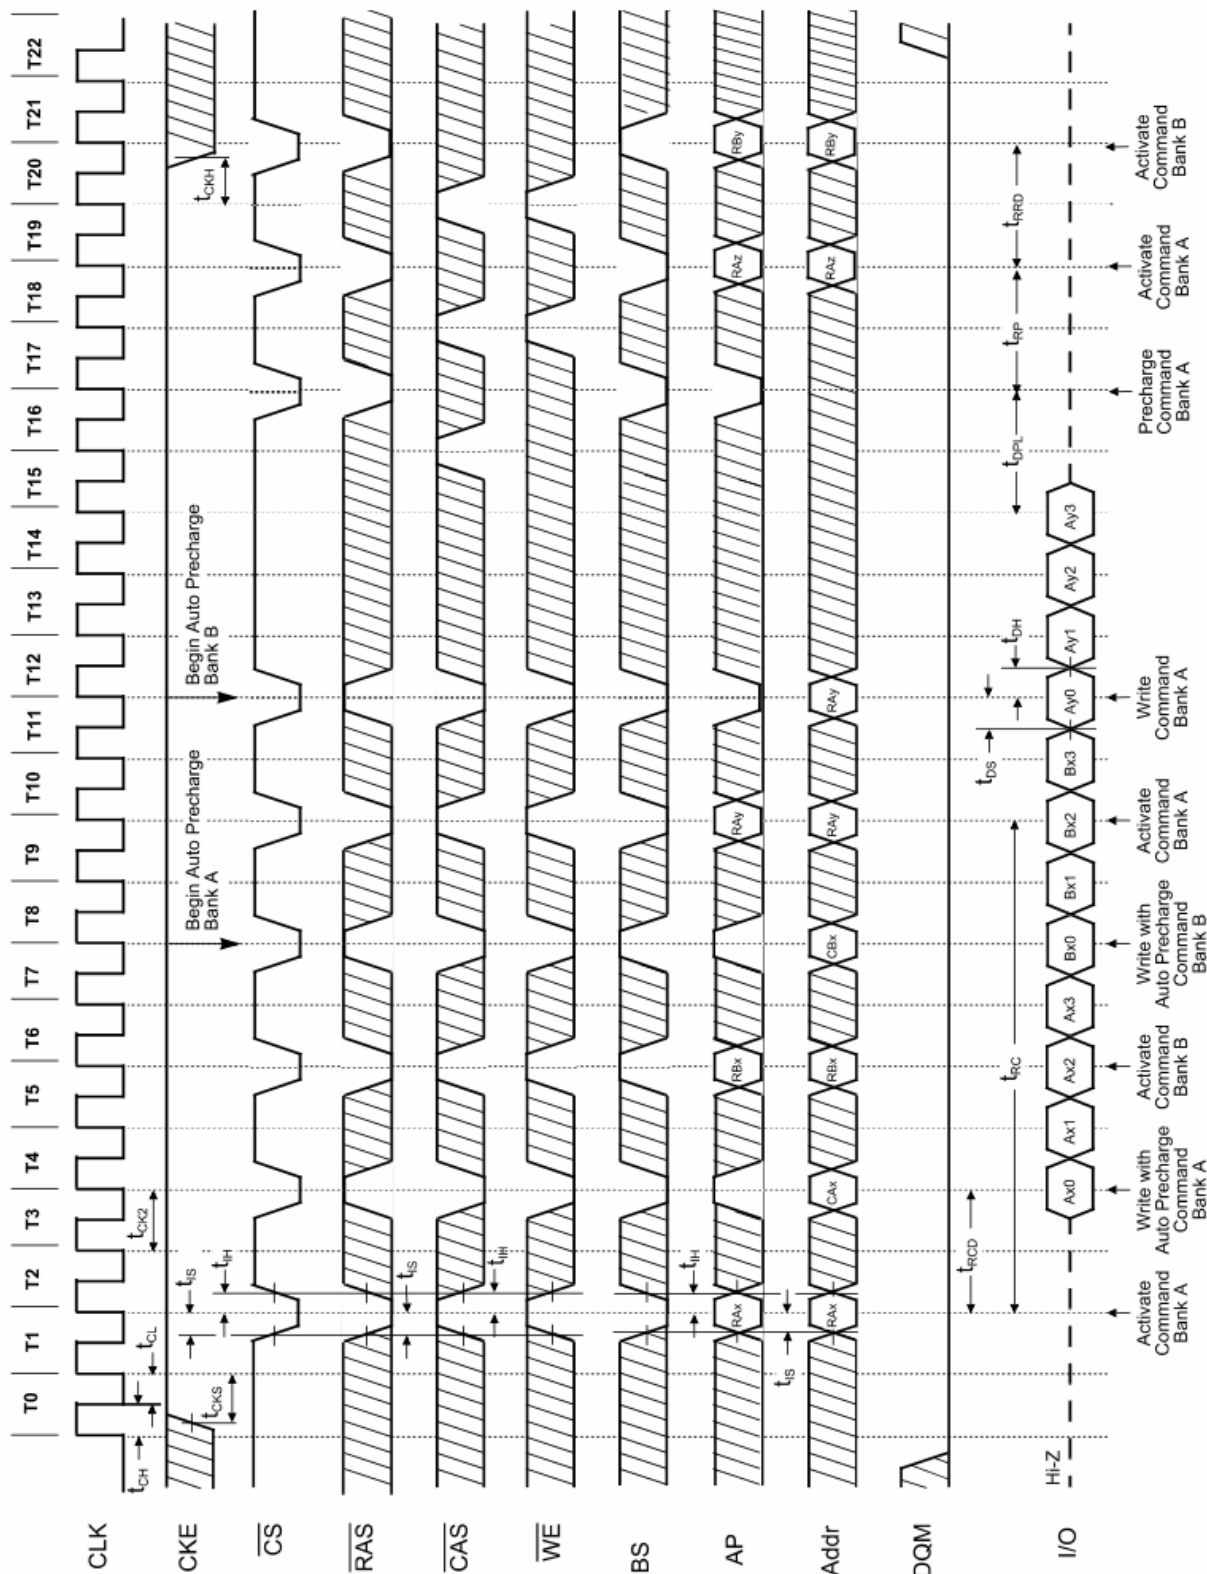 T0 T1 T2 T3 T4 T5 T6 T7 T8 T9 T10 T11 T12 T13 T14 T15 T16 T17 T18 T19 T20 T21 T22
CLK
tCH
tCL
tCK2
CKE
tCKS
tIS
tIH
Begin Auto Precharge
Bank A
Begin Auto Precharge
Bank B
tCKH
CS
RAS
tIS
CAS
tIH
WE
BS
tIH
AP
RAx RBx RAy RAz RBy
tIS
Addr
RAx CAx RBx CBx RAy RAy RAz RBy
DQM
tRCD
tDS
tDH
tRC
tDPL
tRP
tRRD
I/O
Hi-Z
Ax0 Ax1 Ax2 Ax3 Bx0 Bx1 Bx2 Bx3 Ay0 Ay1 Ay2 Ay3
Activate
Command
Bank A
Write with
Auto Precharge
Command
Bank A
Activate
Command
Bank B
Write with
Auto Precharge
Command
Bank B
Activate
Command
Bank A
Write
Command
Bank A
Precharge
Command
Bank A
Activate
Command
Bank A
Activate
Command
Bank B